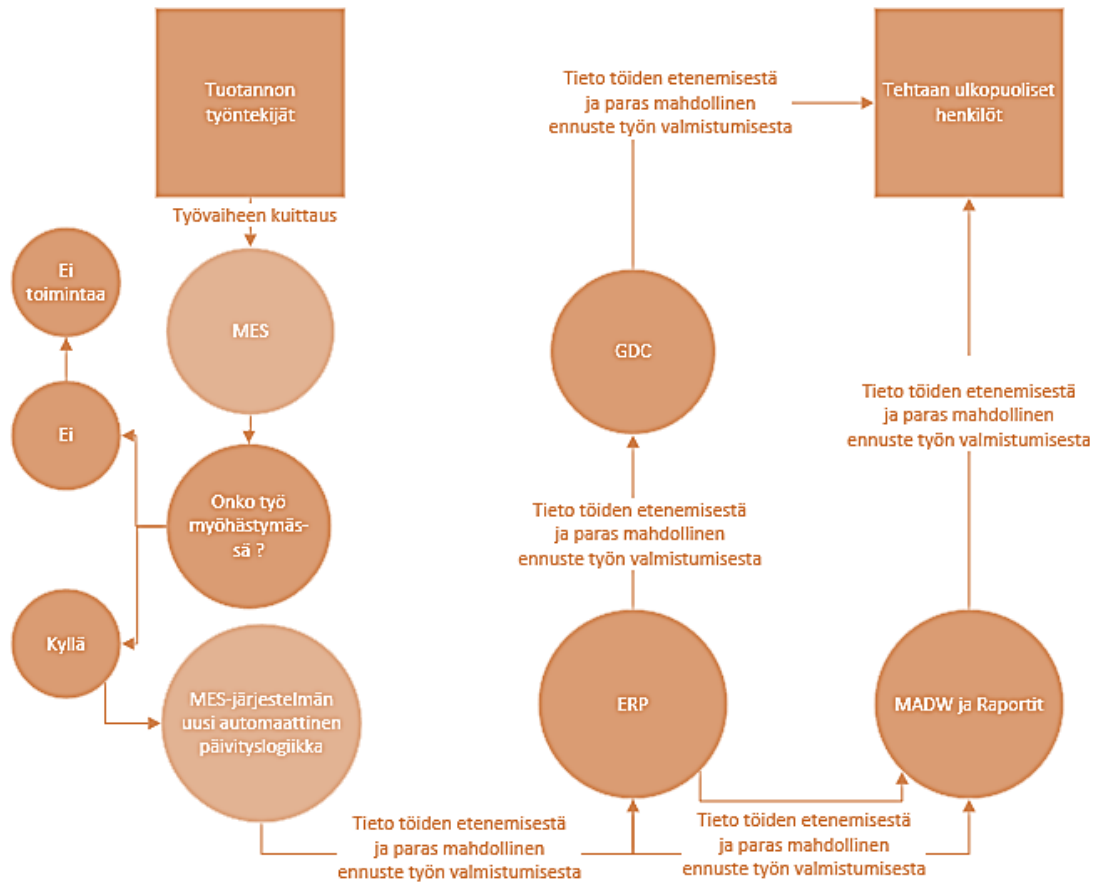 Tuotannon
työntekijät
Työvaiheen kuittaus
MES
Ei
toimintaa
Ei
Onko työ
myöhästymäs-
sä ?
Kyllä
MES-järjestelmän
uusi automaattinen
päivityslogiikka
Tieto töiden etenemisestä
ja paras mahdollinen
ennuste työn valmistumisesta
ERP
Tieto töiden etenemisestä
ja paras mahdollinen
ennuste työn valmistumisesta
GDC
Tieto töiden etenemisestä
ja paras mahdollinen
ennuste työn valmistumisesta
Tieto töiden etenemisestä
ja paras mahdollinen
ennuste työn valmistumisesta
MADW ja Raportit
Tieto töiden etenemisestä
ja paras mahdollinen
ennuste työn valmistumisesta
Tehtaan ulkopuoliset
henkilöt